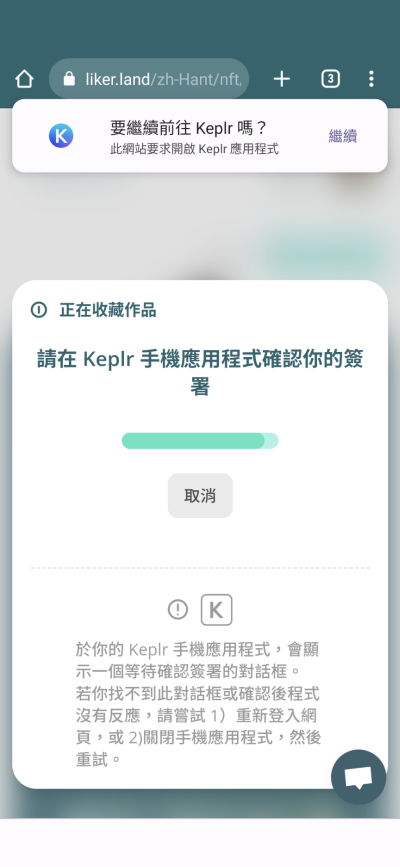 liker.land/zh-Hant/nft,
3
K
要繼續前往 Keplr 嗎？
此網站要求開啟 Keplr 應用程式
繼續
正在收藏作品
請在 Keplr 手機應用程式確認你的簽
署
取消
K
於你的 Keplr 手機應用程式，會顯
示一個等待確認簽署的對話框。
若你找不到此對話框或確認後程式
沒有反應，請嘗試 1）重新登入網
頁，或 2)關閉手機應用程式，然後
重試。